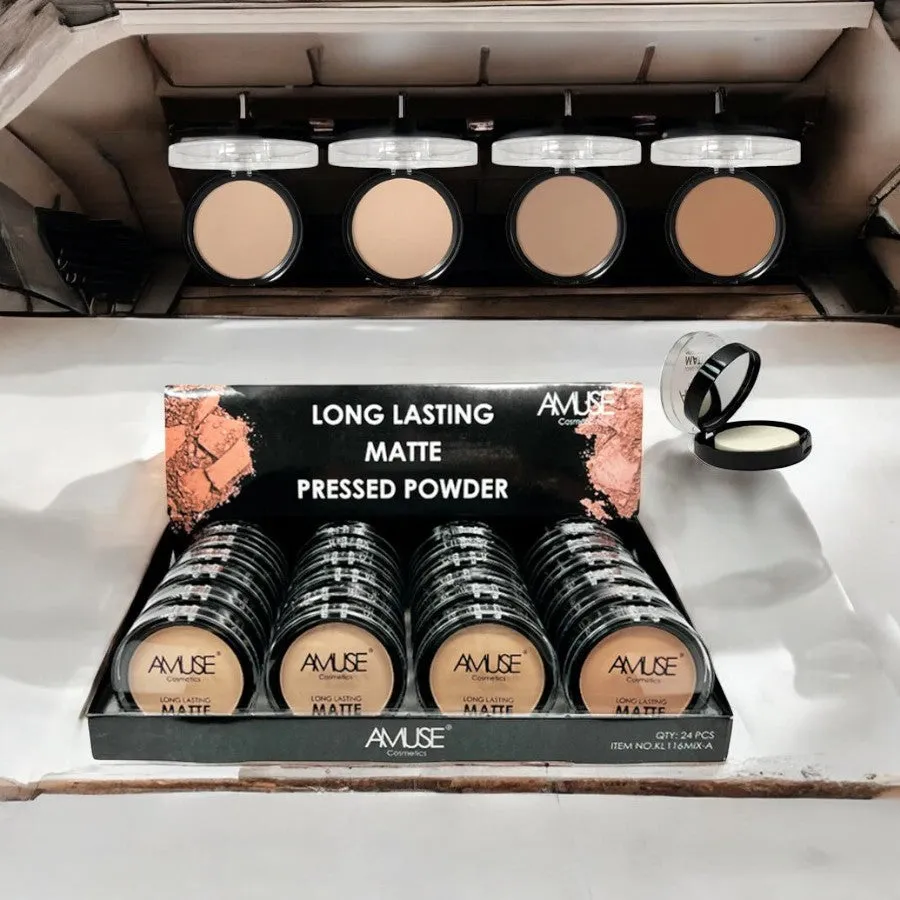 LONG LASTING
MATTE
PRESSED POWDER
AMUSE
Cosmetics
AMUSE®
Cosmetics
LONG LASTING
MATTE
AMUSE®
Cosmetics
LONG LASTING
MATTE
AMUSE®
Cosmetics
LONG LASTING
MATTE
AMUSE®
Cosmetics
LONG LASTING
MATTE
AMUSE®
Cosmetics
QTY: 24 PCS
ITEM NO.KL116MIX-A